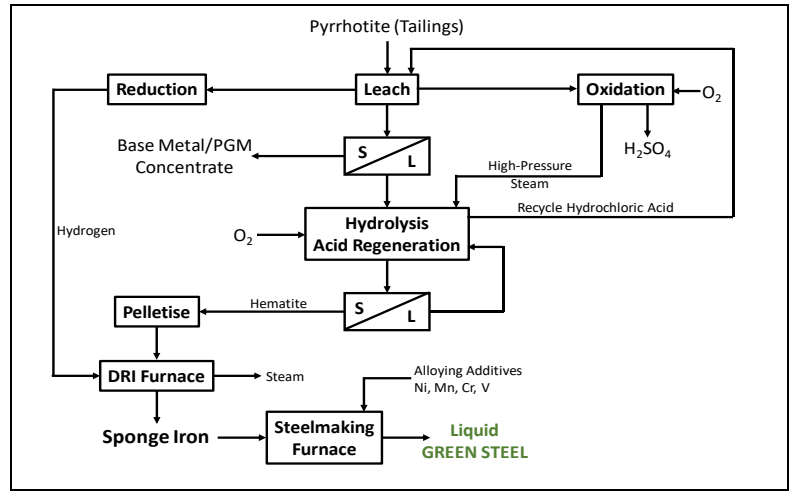 Pyrrhotite (Tailings)
Reduction
Leach
Oxidation
O₂
Base Metal/PGM
Concentrate
S
L
H₂SO₄
High-Pressure
Steam
Recycle Hydrochloric Acid
Hydrogen
O₂
Hydrolysis
Acid Regeneration
Pelletise
Hematite
S
L
DRI Furnace
Steam
Alloying Additives
Ni, Mn, Cr, V
Sponge Iron
Steelmaking
Furnace
Liquid
GREEN STEEL